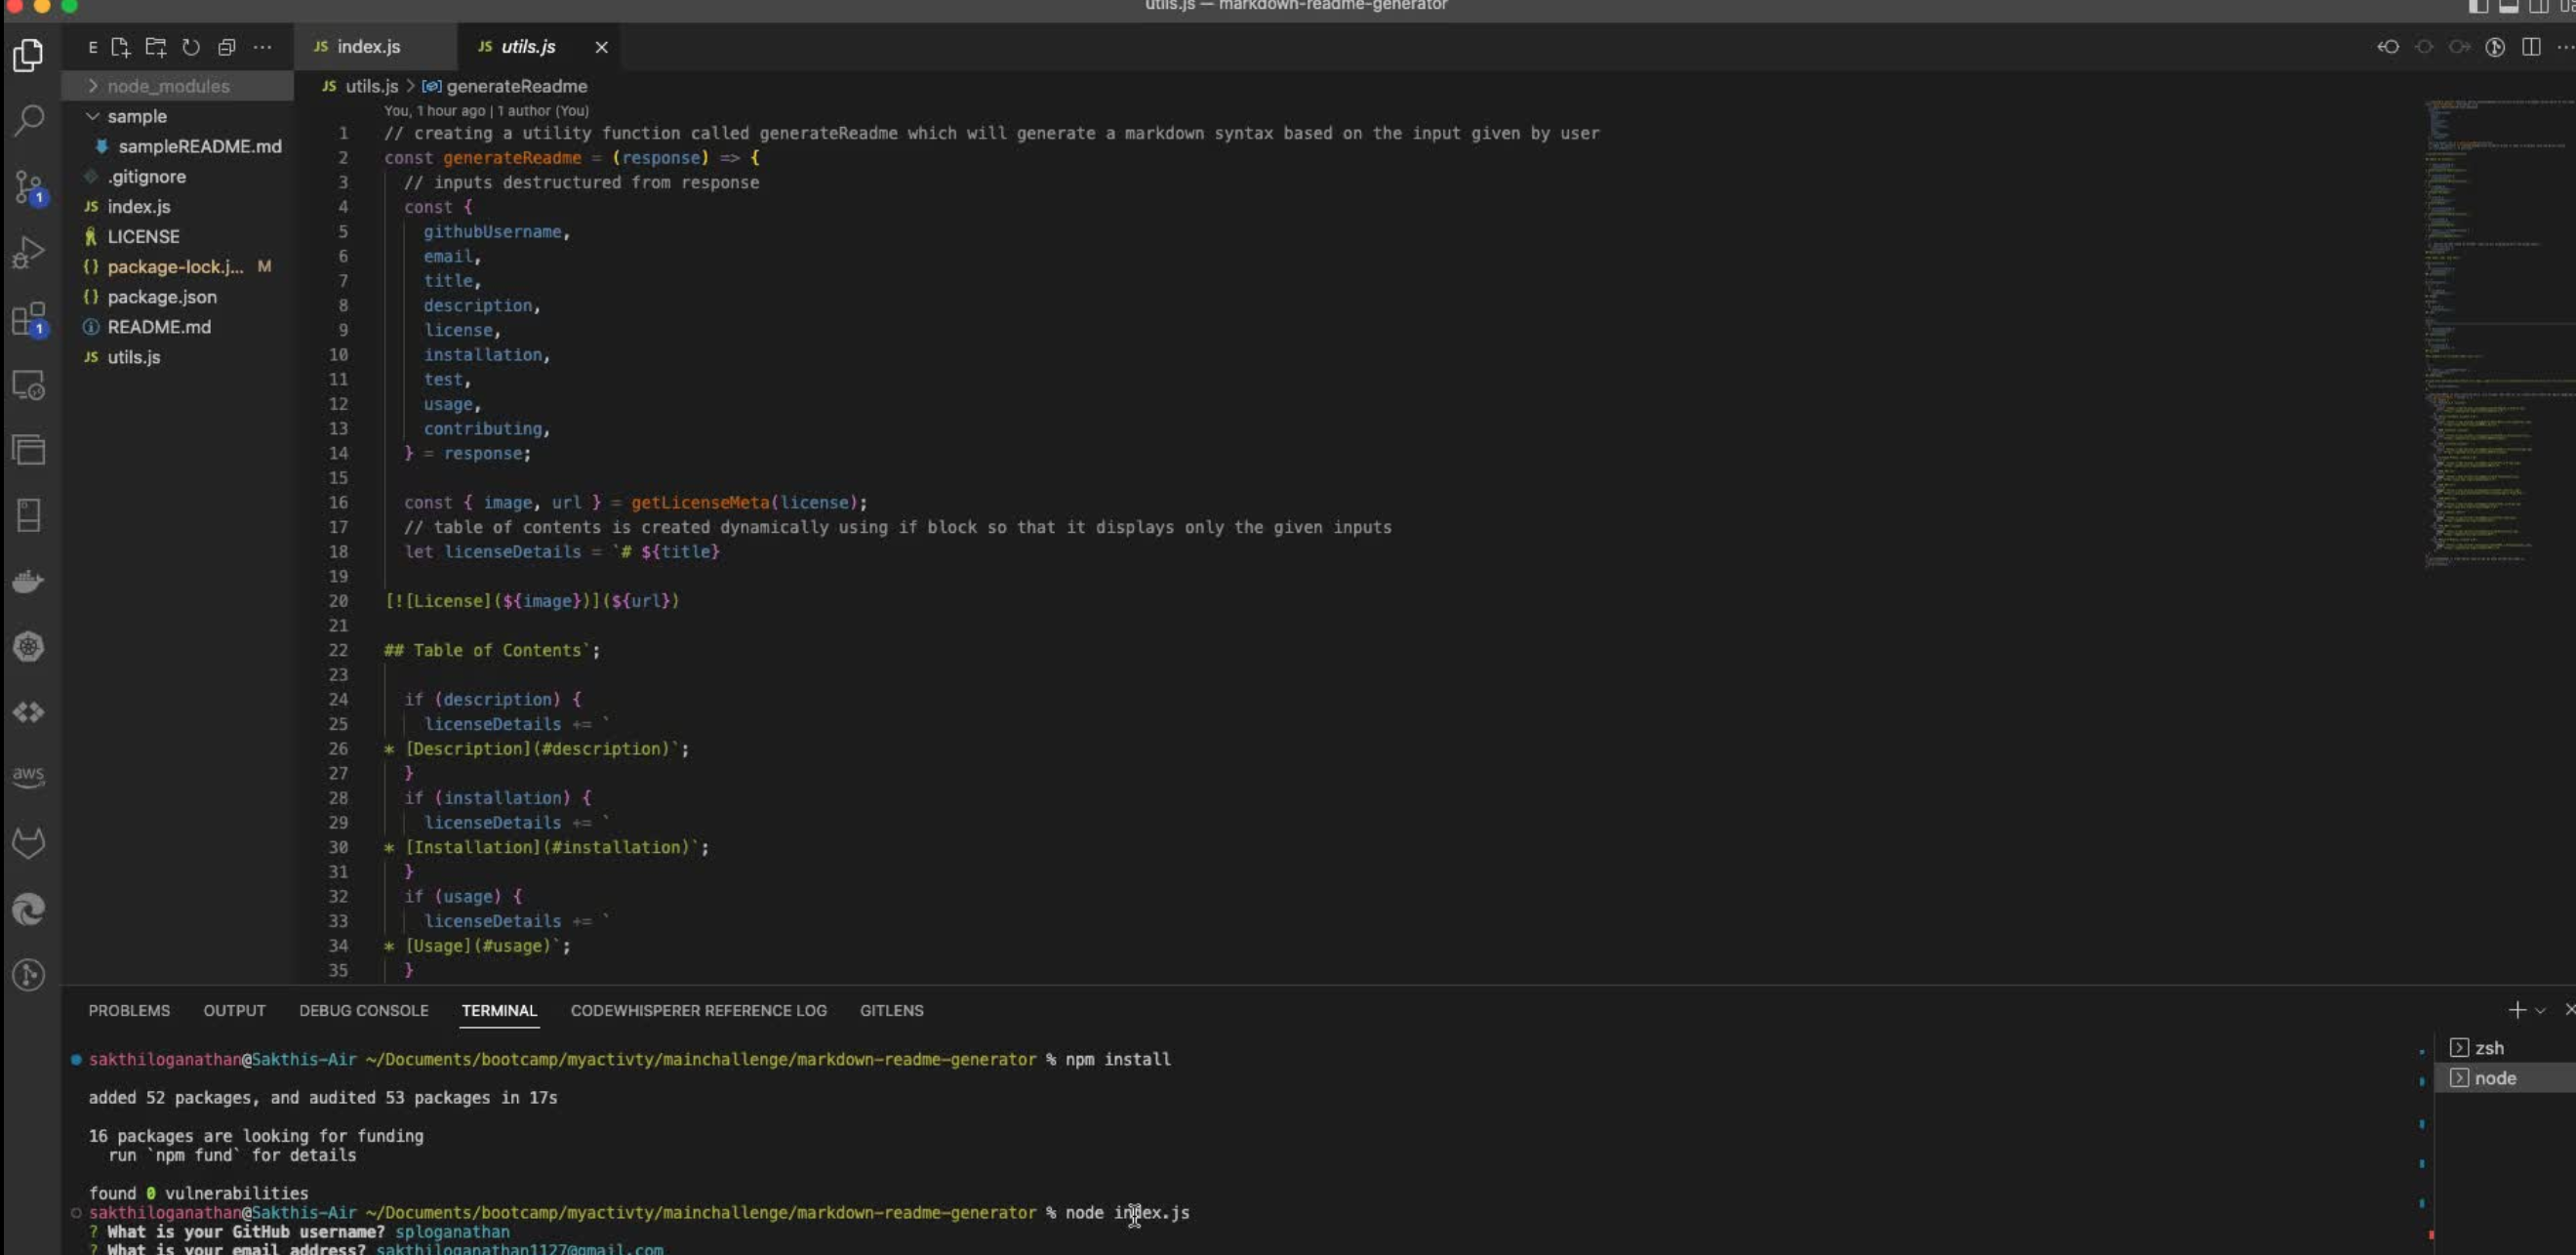 utils.js — markdown-readme-generator
E
JS index.js
JS utils.js
node_modules
sample
sampleREADME.md
.gitignore
JS index.js
LICENSE
{} package-lock.j... M
{} package.json
README.md
JS utils.js
1
1
aws
JS utils.js > generateReadme
You, 1 hour ago | 1 author (You)
1 // creating a utility function called generateReadme which will generate a markdown syntax based on the input given by user
2 const generateReadme = (response) => {
3 // inputs destructured from response
4 const {
5 githubUsername,
6 email,
7 title,
8 description,
9 license,
10 installation,
11 test,
12 usage,
13 contributing,
14 } = response;
15
16 const { image, url } = getLicenseMeta(license);
17 // table of contents is created dynamically using if block so that it displays only the given inputs
18 let licenseDetails = `# ${title}
19
20 [![License](${image})](${url})
21
22 ## Table of Contents`;
23
24 if (description) {
25 licenseDetails += `
26 * [Description](#description)`;
27 }
28 if (installation) {
29 licenseDetails += `
30 * [Installation](#installation)`;
31 }
32 if (usage) {
33 licenseDetails += `
34 * [Usage](#usage)`;
35 }
PROBLEMS OUTPUT DEBUG CONSOLE TERMINAL CODEWHISPERER REFERENCE LOG GITLENS
sakthiloganathan@Sakthis-Air ~/Documents/bootcamp/myactivty/mainchallenge/markdown-readme-generator % npm install
added 52 packages, and audited 53 packages in 17s
16 packages are looking for funding
run `npm fund` for details
found 0 vulnerabilities
sakthiloganathan@Sakthis-Air ~/Documents/bootcamp/myactivty/mainchallenge/markdown-readme-generator % node index.js
? What is your GitHub username? sploganathan
? What is your email address? sakthiloganathan1127@gmail.com
zsh
node